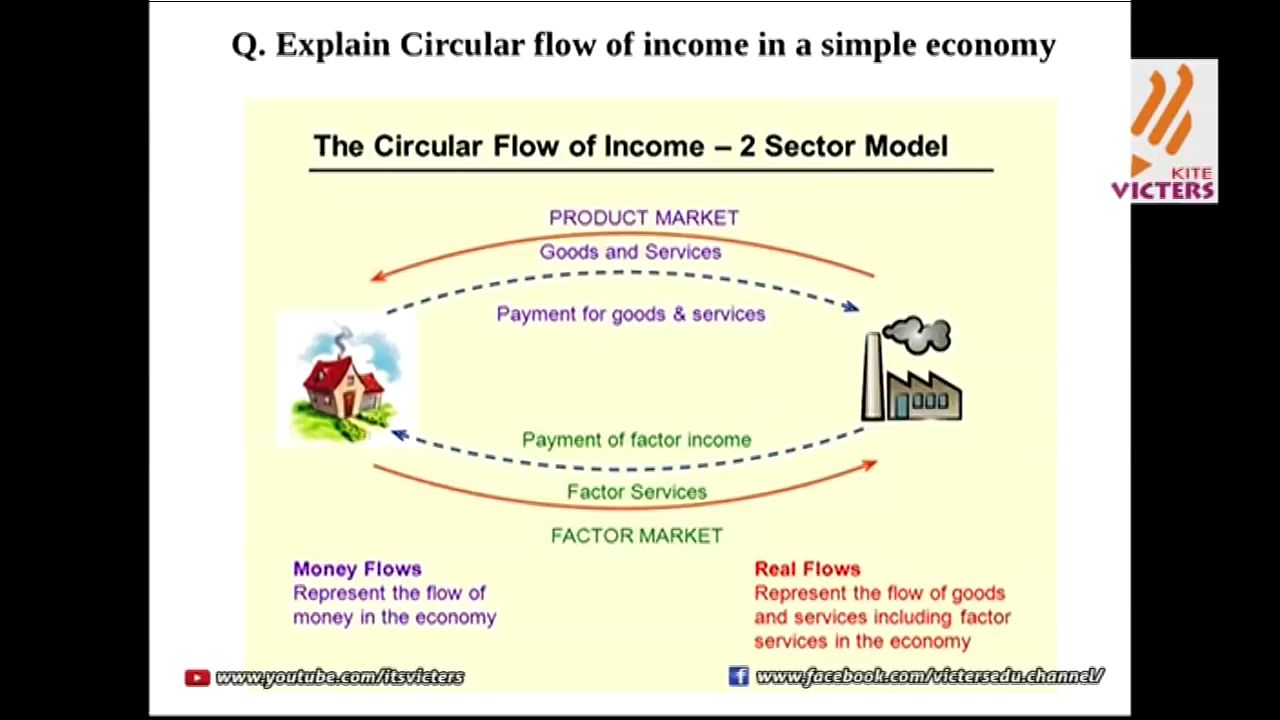 Q. Explain Circular flow of income in a simple economy
KITE
VICTERS
The Circular Flow of Income – 2 Sector Model
PRODUCT MARKET
Goods and Services
Payment for goods & services
Payment of factor income
Factor Services
FACTOR MARKET
Money Flows
Represent the flow of
money in the economy
Real Flows
Represent the flow of goods
and services including factor
services in the economy
www.youtube.com/itsvicters
www.facebook.com/victersedu.channel/